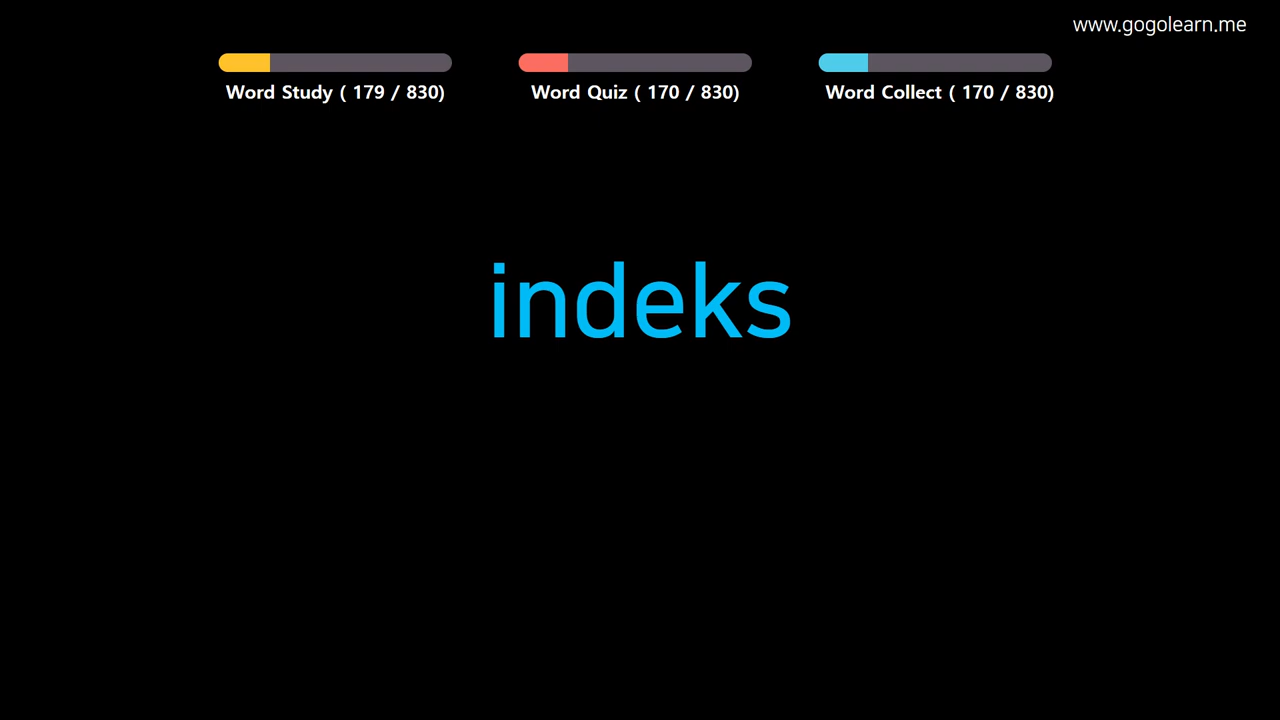 www.gogolearn.me
Word Study ( 179 / 830)
Word Quiz ( 170 / 830)
Word Collect ( 170 / 830)
indeks